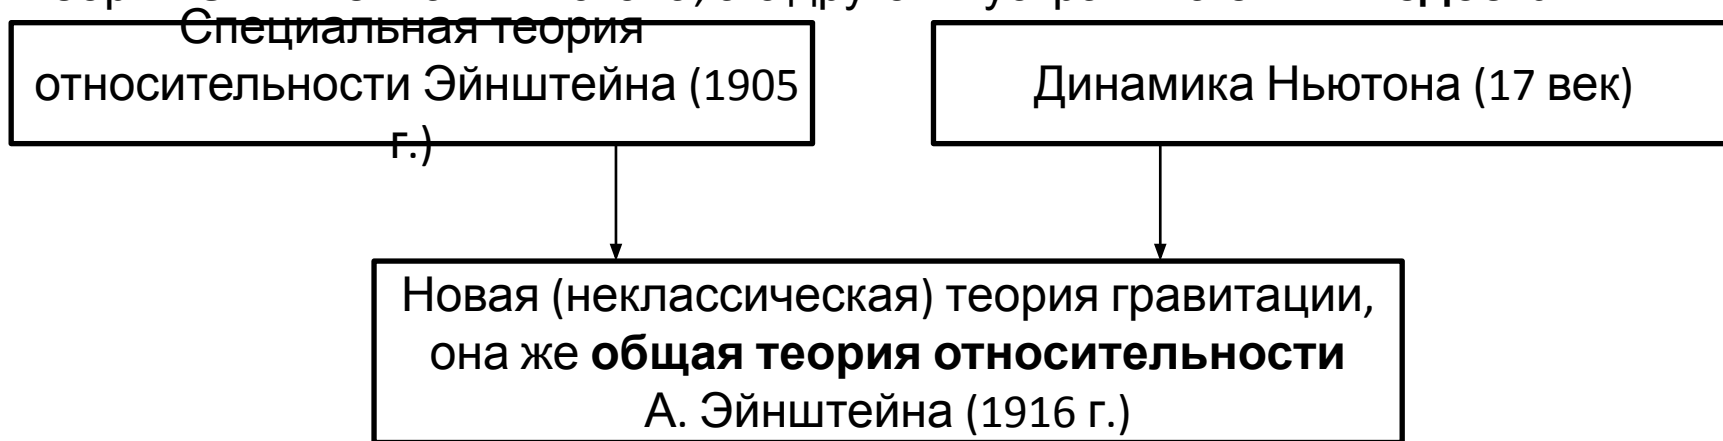 Специальная теория
относительности Эйнштейна (1905
г.)
Динамика Ньютона (17 век)
Новая (неклассическая) теория гравитации,
она же общая теория относительности
А. Эйнштейна (1916 г.)